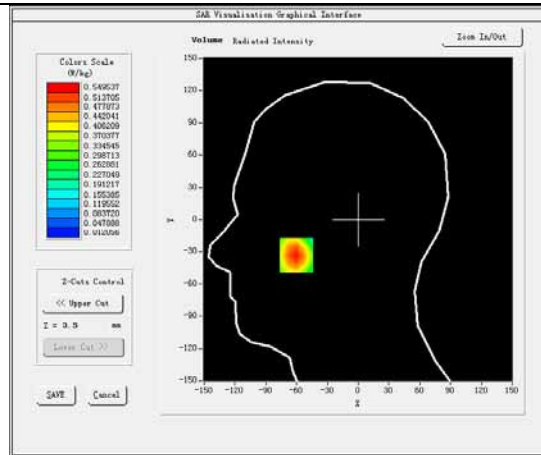 SAR Visualisation Graphical Interface
Volume Radiated Intensity
Zoom In/Out
Colors Scale
(W/kg)
0.549537
0.513705
0.477873
0.442041
0.406209
0.370377
0.334545
0.298713
0.262881
0.227049
0.191217
0.155385
0.119552
0.083720
0.047888
0.012056
Z-Cuts Control
<< Upper Cut
Z = 3.5 mm
Lower Cut >>
SAVE
Cancel
150
120
90
60
30
0
-30
-60
-90
-120
-150
Y
-150 -120 -90 -60 -30 0 30 60 90 120 150
X